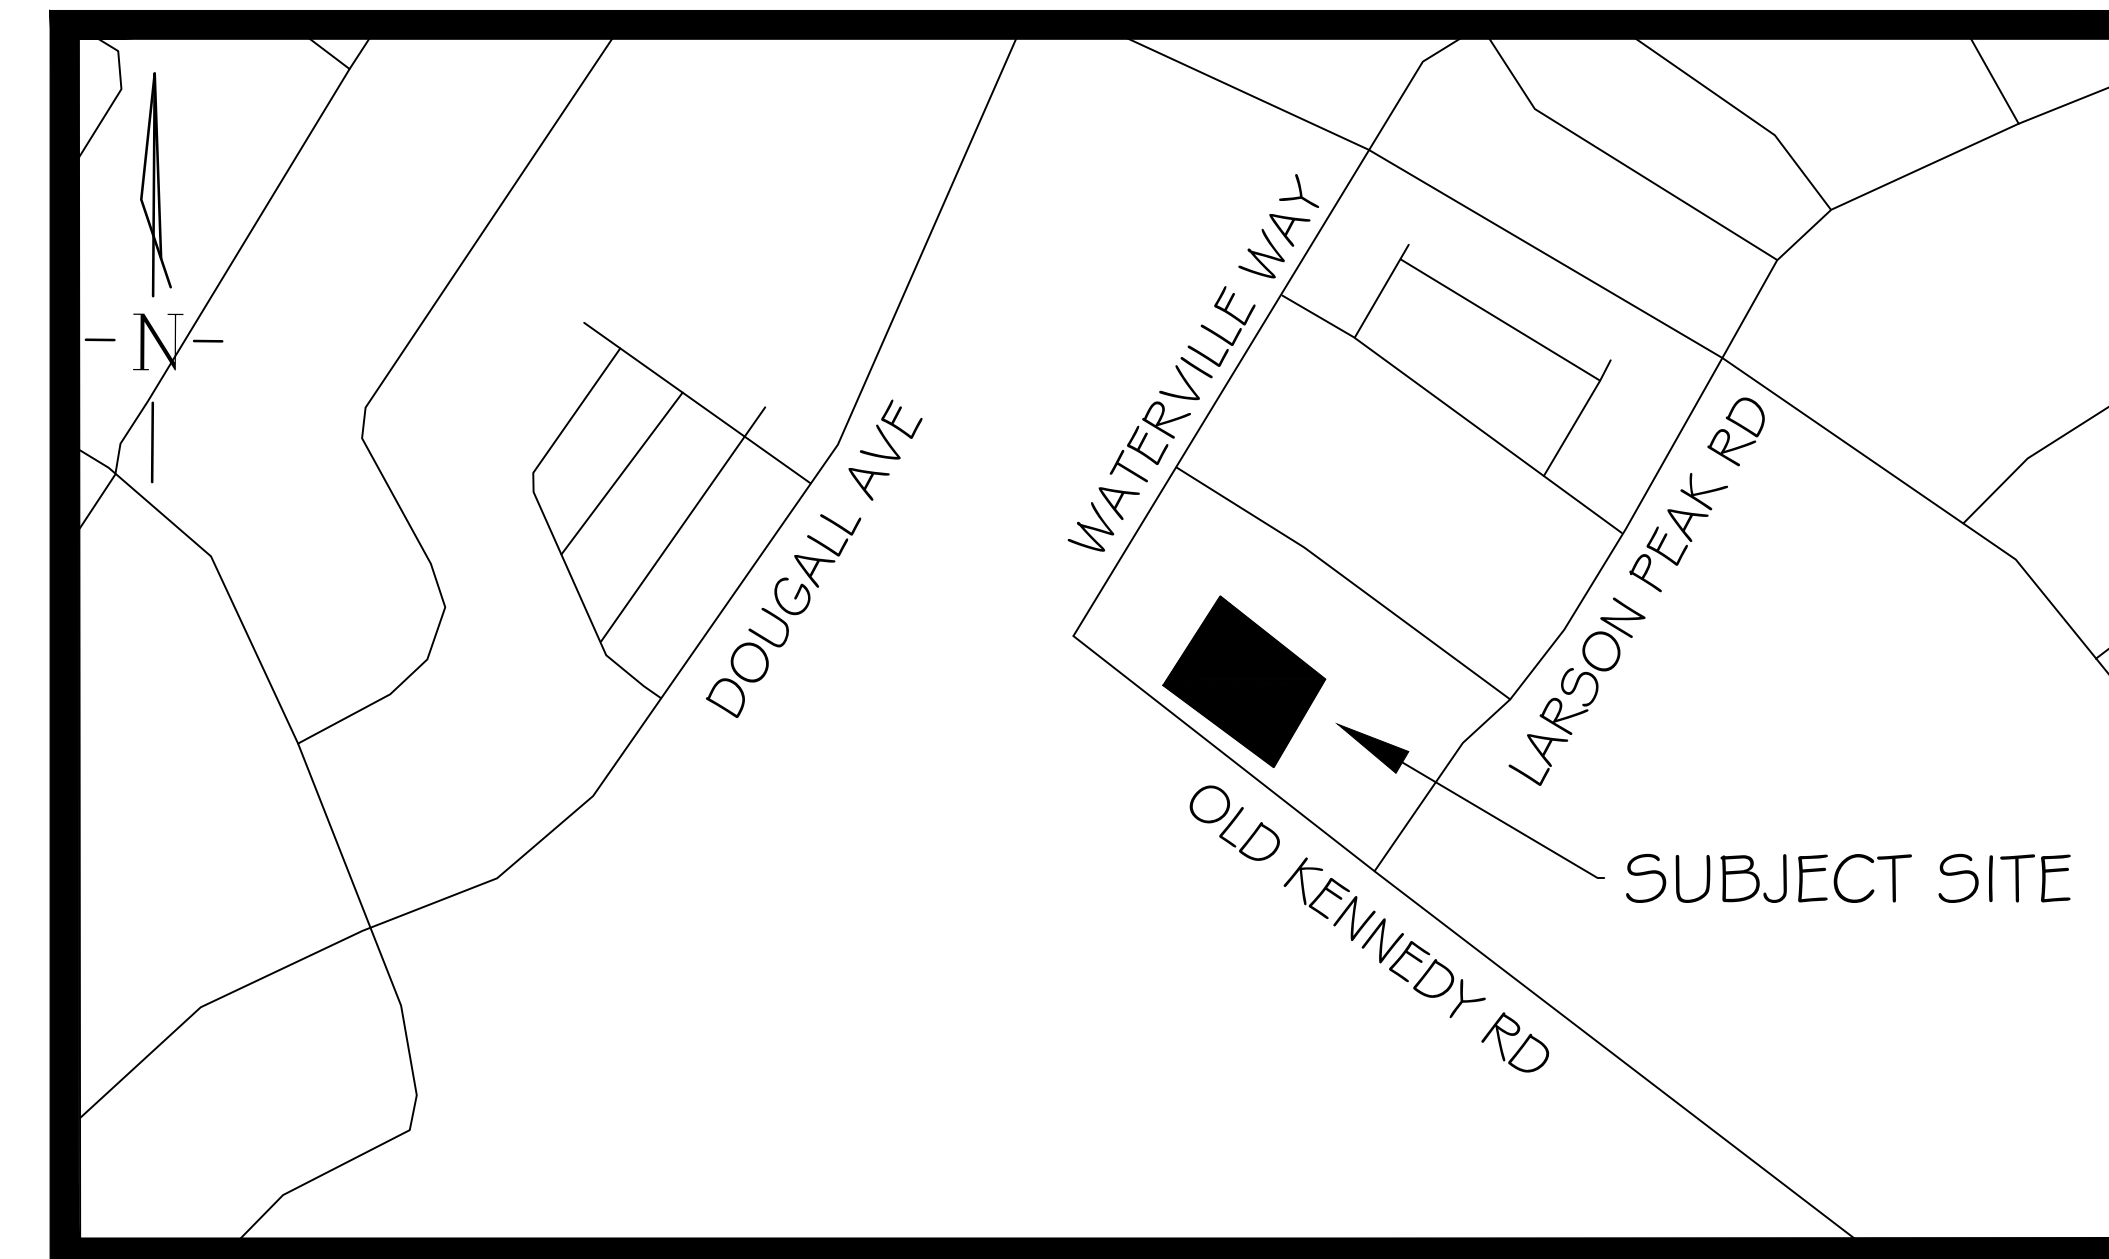 N
WATERVILLE WAY
DOUGALL AVE
LARSON PEAK RD
OLD KENNEDY RD
SUBJECT SITE